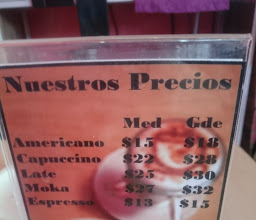 Nuestros Precios
Med Gde
Americano $15 $18
Capuccino $22 $28
Late $25 $30
Moka $27 $32
Espresso $13 $15